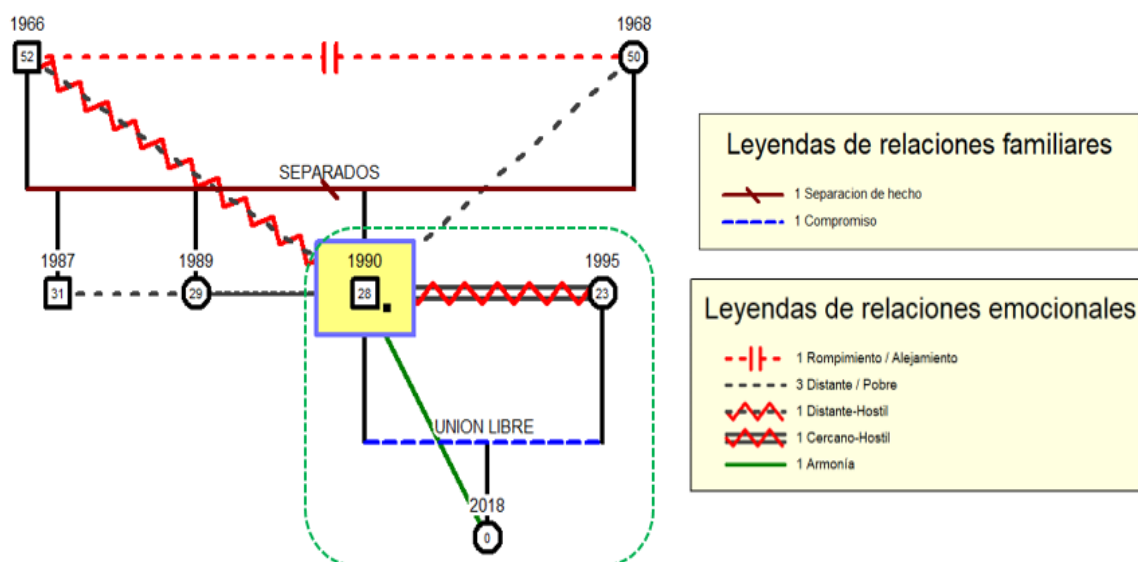 1966
1968
52
50
SEPARADOS
1987
1989
1990
1995
31
29
28
23
UNION LIBRE
2018
0
Leyendas de relaciones familiares
1 Separacion de hecho
1 Compromiso
Leyendas de relaciones emocionales
1 Rompimiento / Alejamiento
3 Distante / Pobre
1 Distante-Hostil
1 Cercano-Hostil
1 Armonía